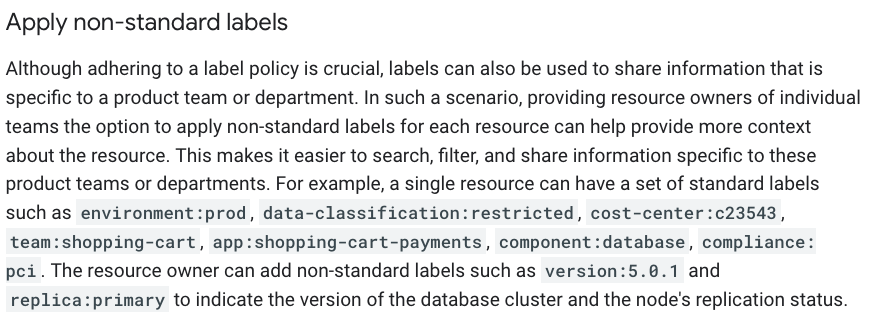 Apply non-standard labels
Although adhering to a label policy is crucial, labels can also be used to share information that is
specific to a product team or department. In such a scenario, providing resource owners of individual
teams the option to apply non-standard labels for each resource can help provide more context
about the resource. This makes it easier to search, filter, and share information specific to these
product teams or departments. For example, a single resource can have a set of standard labels
such as environment:prod, data-classification:restricted, cost-center:c23543,
team:shopping-cart, app:shopping-cart-payments, component:database, compliance:
pci. The resource owner can add non-standard labels such as version:5.0.1 and
replica:primary to indicate the version of the database cluster and the node's replication status.